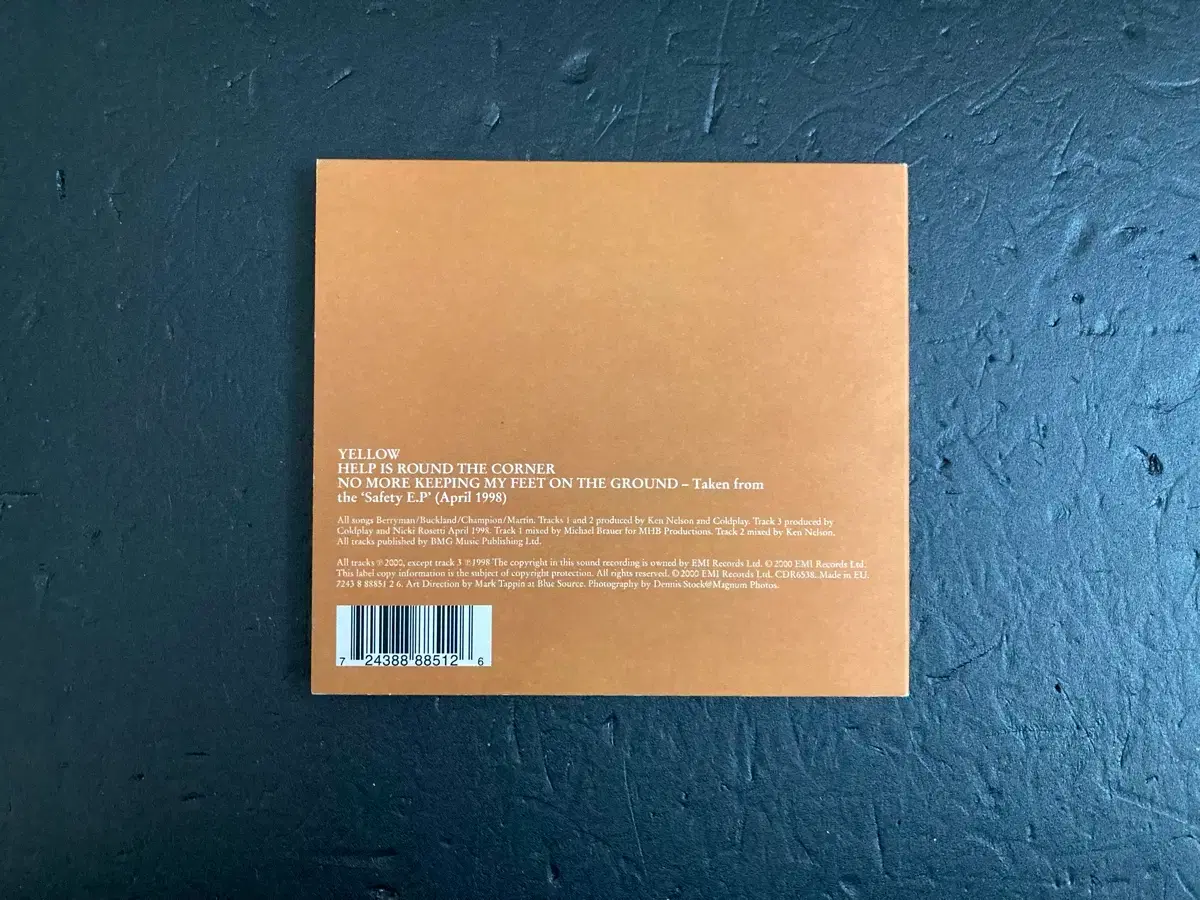 YELLOW
HELP IS ROUND THE CORNER
NO MORE KEEPING MY FEET ON THE GROUND – Taken from
the ‘Safety E.P’ (April 1998)
All songs Berryman/Buckland/Champion/Martin. Tracks 1 and 2 produced by Ken Nelson and Coldplay. Track 3 produced by
Coldplay and Nicki Rosetti April 1998. Track 1 mixed by Michael Brauer for MHB Productions. Track 2 mixed by Ken Nelson.
All tracks published by BMG Music Publishing Ltd.
All tracks ℗2000, except track 3 ℗1998 The copyright in this sound recording is owned by EMI Records Ltd. ©2000 EMI Records Ltd.
This label copy information is the subject of copyright protection. All rights reserved. ©2000 EMI Records Ltd. CDR6538..Made in EU.
7243 8 88851 2 6. Art Direction by Mark Tappin at Blue Source. Photography by Dennis Stock@Magnum Photos.
7 24388 88512 6